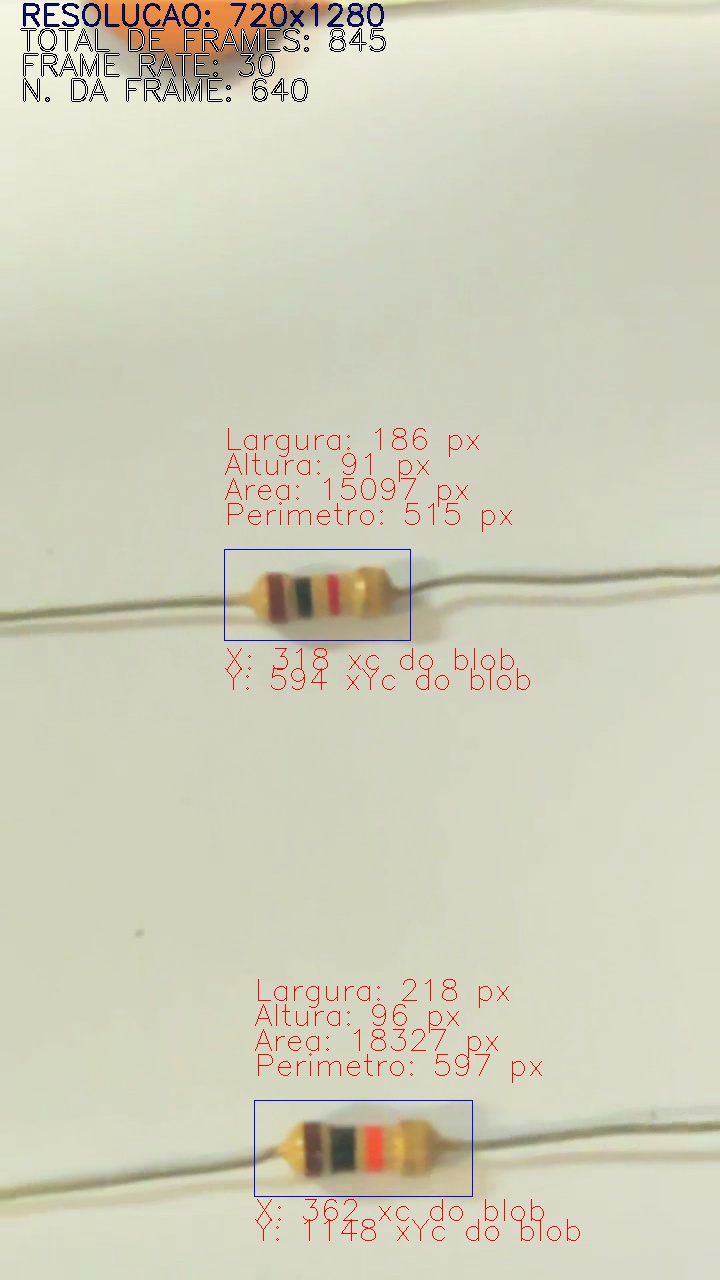 RESOLUCAO: 720x1280
TOTAL DE FRAMES: 845
FRAME RATE: 30
N. DA FRAME: 640
Largura: 186 px
Altura: 91 px
Area: 15097 px
Perimetro: 515 px
X: 318 xc do blob
Y: 594 xYc do blob
Largura: 218 px
Altura: 96 px
Area: 18327 px
Perimetro: 597 px
X: 362 xc do blob
Y: 1148 xYc do blob